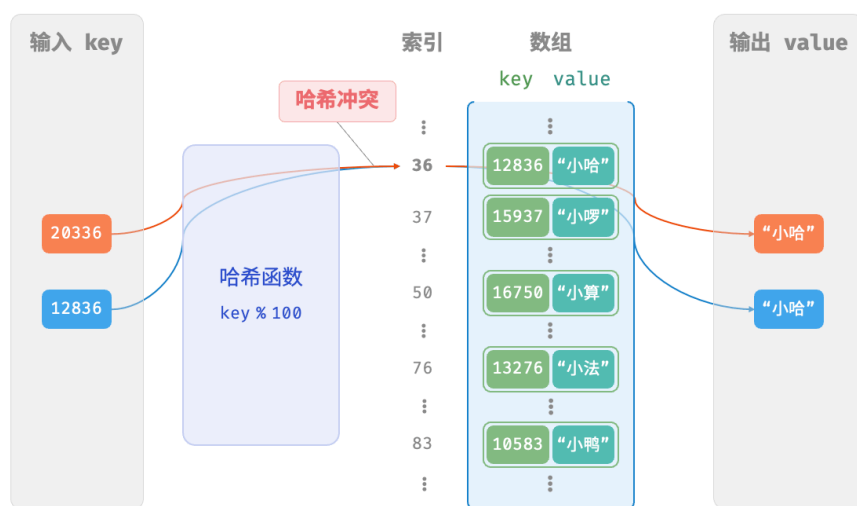 输入 key
索引
数组
输出 value
key value
哈希冲突
36
12836 “小哈”
37
15937 “小啰”
20336
“小哈”
哈希函数
key % 100
50
16750 “小算”
12836
“小哈”
76
13276 “小法”
83
10583 “小鸭”